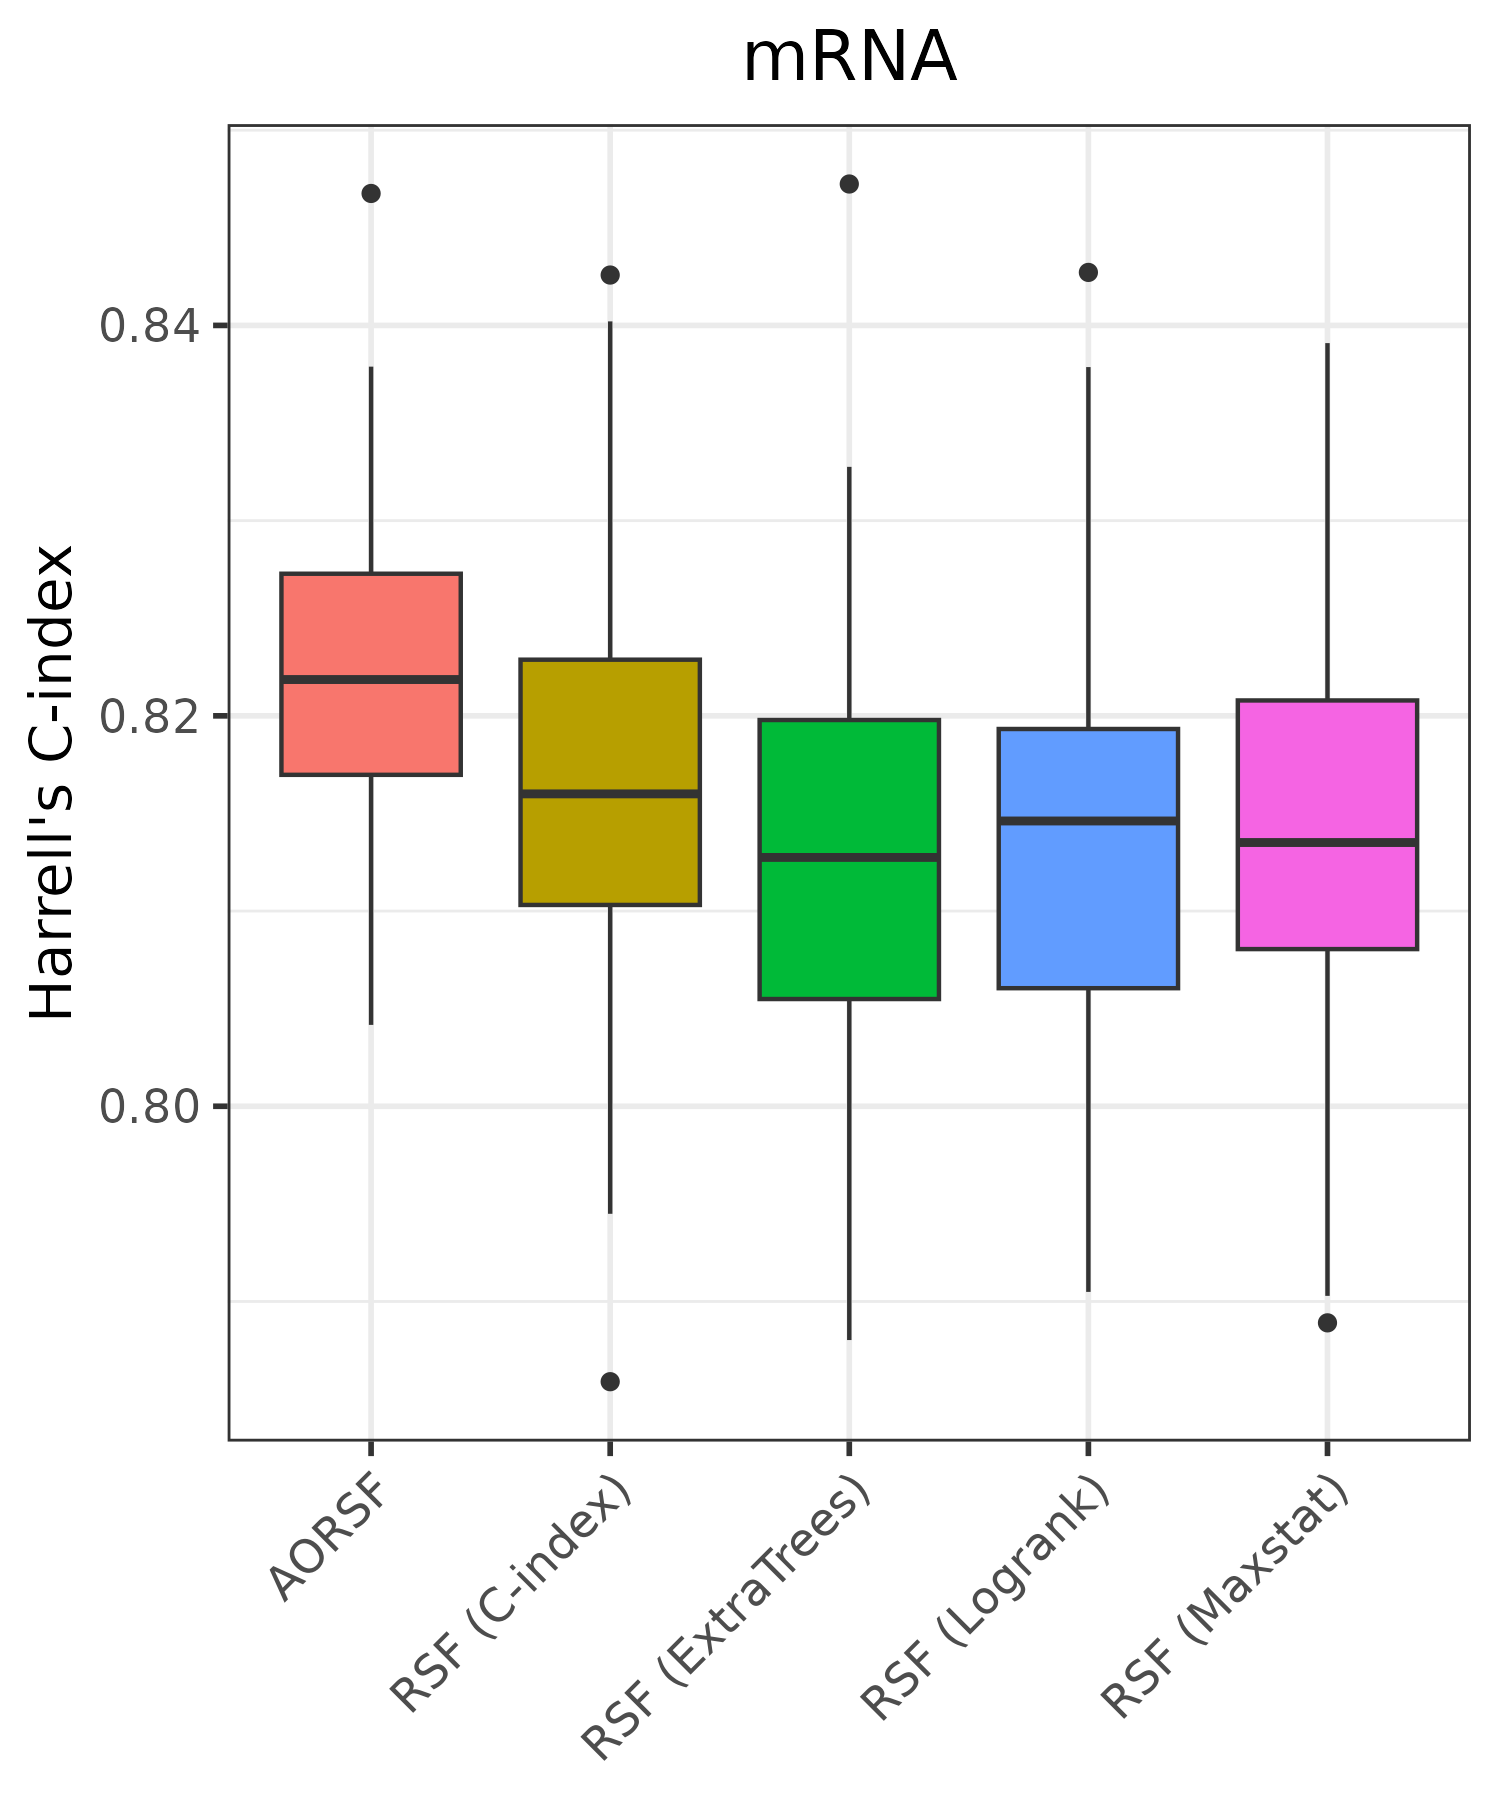 mRNA
Harrell's C-index
0.84
0.82
0.80
AORSF
RSF (C-index)
RSF (ExtraTrees)
RSF (Logrank)
RSF (Maxstat)